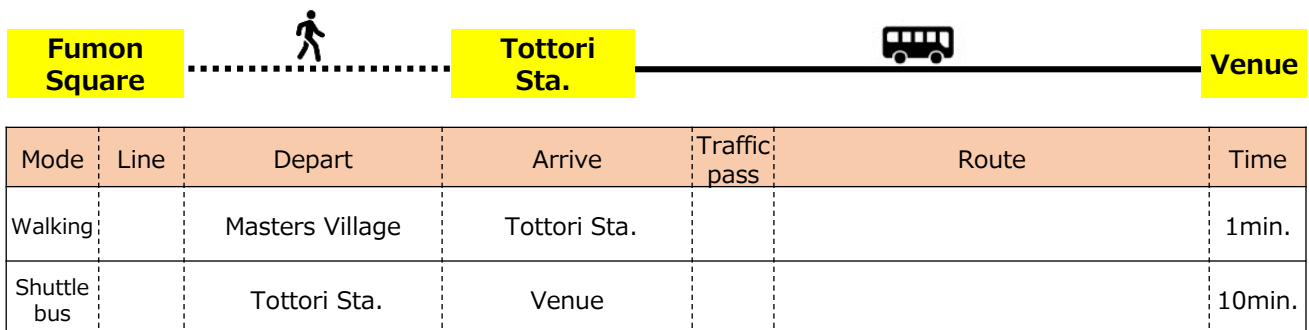 Fumon
Square
Tottori
Sta.
Venue
Mode Line Depart Arrive Traffic pass Route Time
Walking Masters Village Tottori Sta. 1min.
Shuttle bus Tottori Sta. Venue 10min.